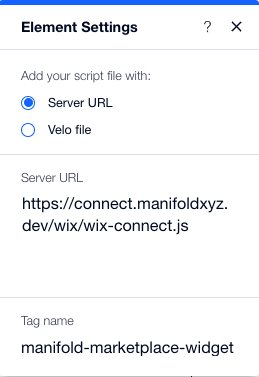 Element Settings ?
Add your script file with:
Server URL
Velo file
Server URL
https://connect.manifoldxyz.
dev/wix/wix-connect.js
Tag name
manifold-marketplace-widget